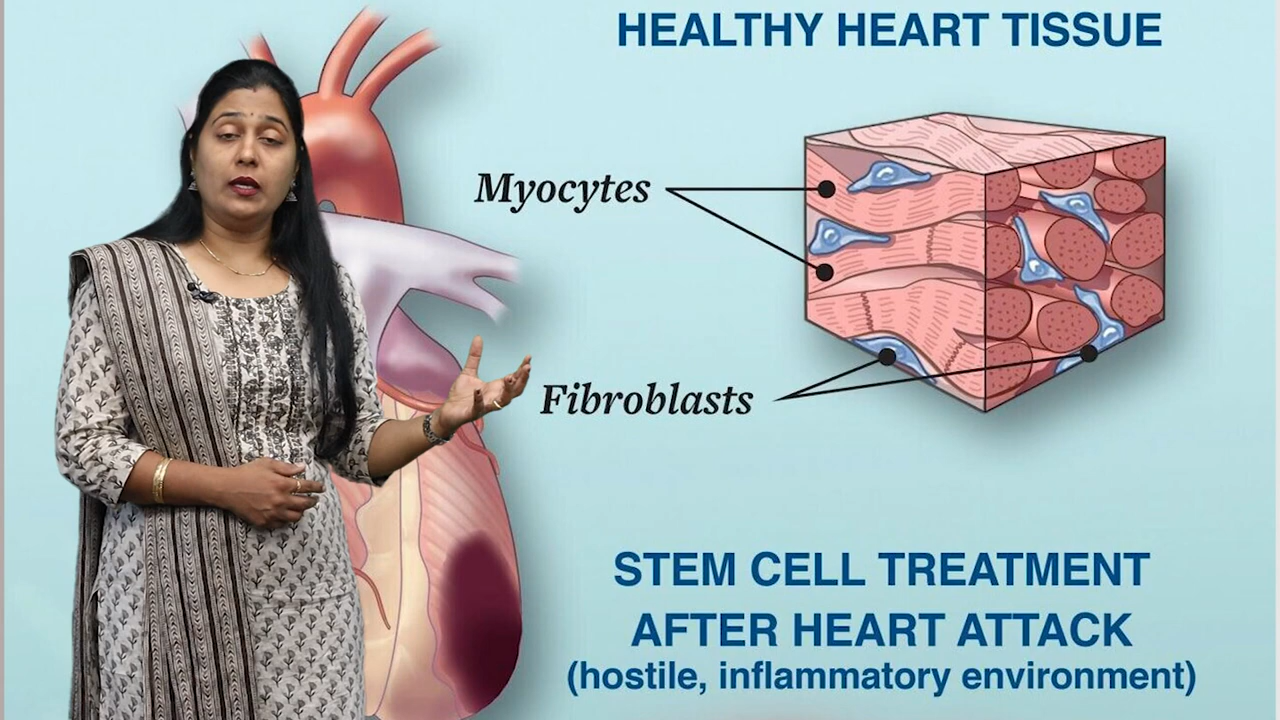 HEALTHY HEART TISSUE
Myocytes
Fibroblasts
STEM CELL TREATMENT
AFTER HEART ATTACK
(hostile, inflammatory environment)